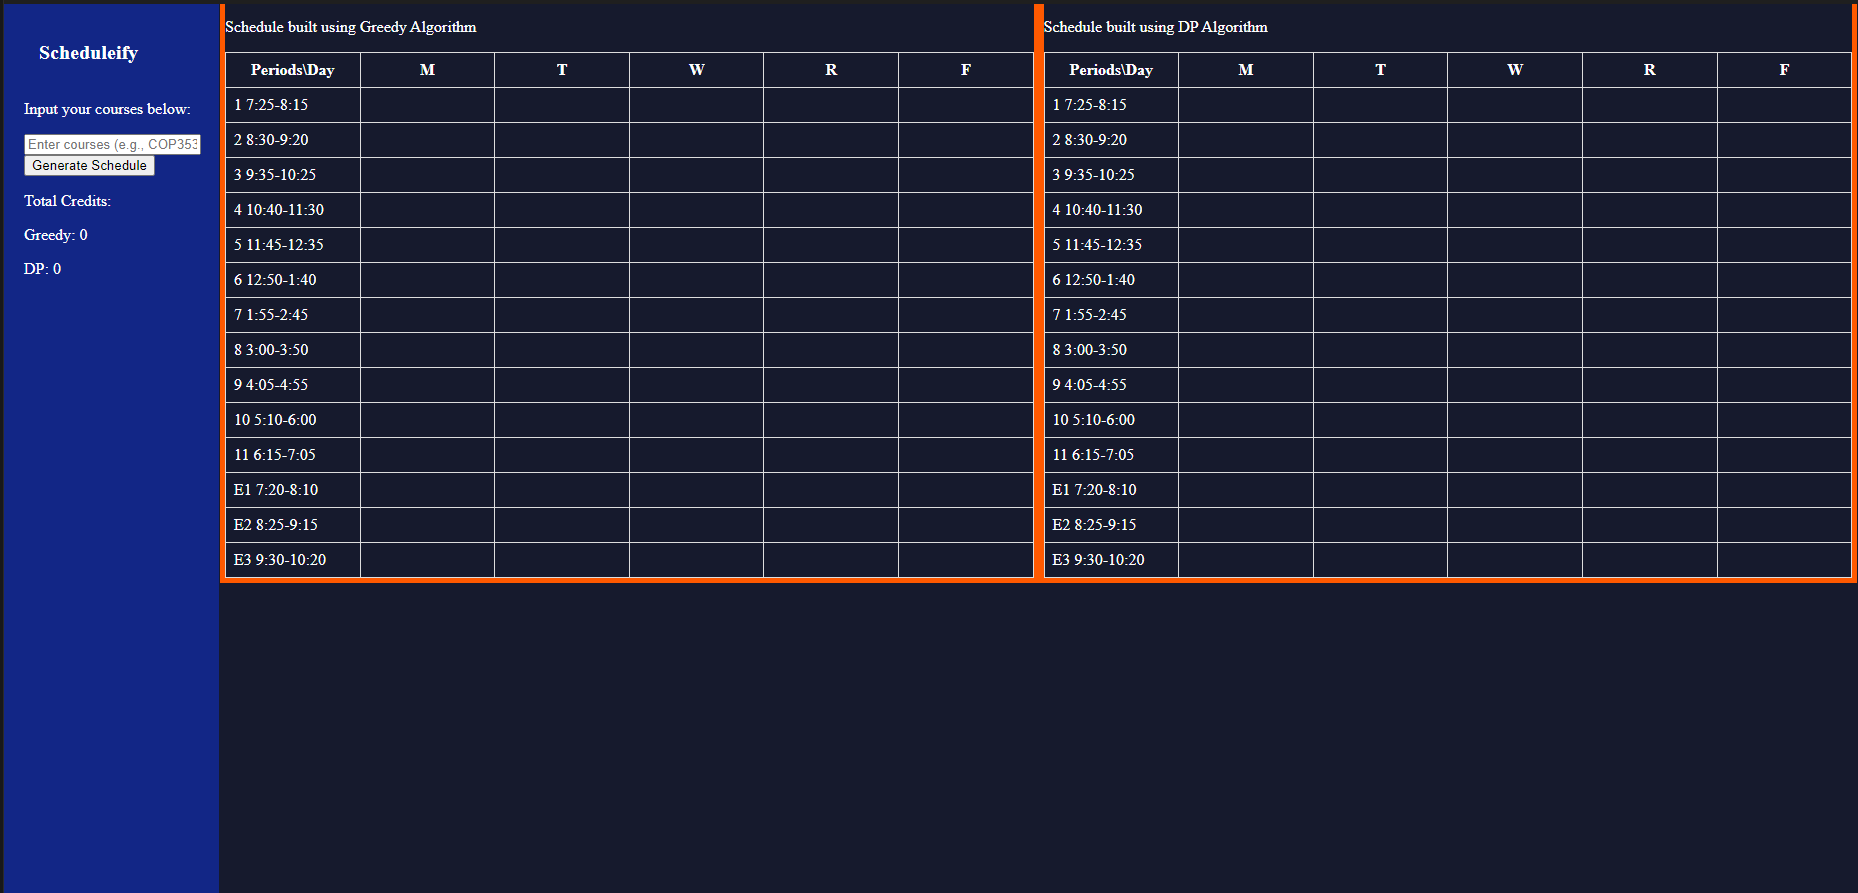 Scheduleify
Input your courses below:
Enter courses (e.g., COP353
Generate Schedule
Total Credits:
Greedy: 0
DP: 0
Schedule built using Greedy Algorithm
Periods\Day M T W R F
1 7:25-8:15
2 8:30-9:20
3 9:35-10:25
4 10:40-11:30
5 11:45-12:35
6 12:50-1:40
7 1:55-2:45
8 3:00-3:50
9 4:05-4:55
10 5:10-6:00
11 6:15-7:05
E1 7:20-8:10
E2 8:25-9:15
E3 9:30-10:20
Schedule built using DP Algorithm
Periods\Day M T W R F
1 7:25-8:15
2 8:30-9:20
3 9:35-10:25
4 10:40-11:30
5 11:45-12:35
6 12:50-1:40
7 1:55-2:45
8 3:00-3:50
9 4:05-4:55
10 5:10-6:00
11 6:15-7:05
E1 7:20-8:10
E2 8:25-9:15
E3 9:30-10:20